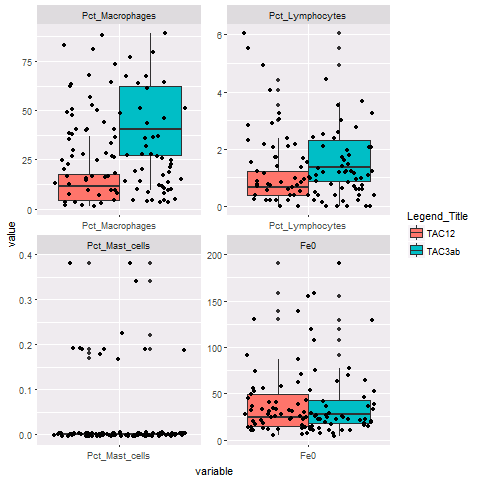 Pct_Macrophages
Pct_Lymphocytes
75
50
25
0
6
4
2
0
Pct_Macrophages
Pct_Lymphocytes
value
Legend_Title
TAC12
TAC3ab
Pct_Mast_cells
Fe0
0.4
0.3
0.2
0.1
0.0
200
150
100
50
0
Pct_Mast_cells
Fe0
variable